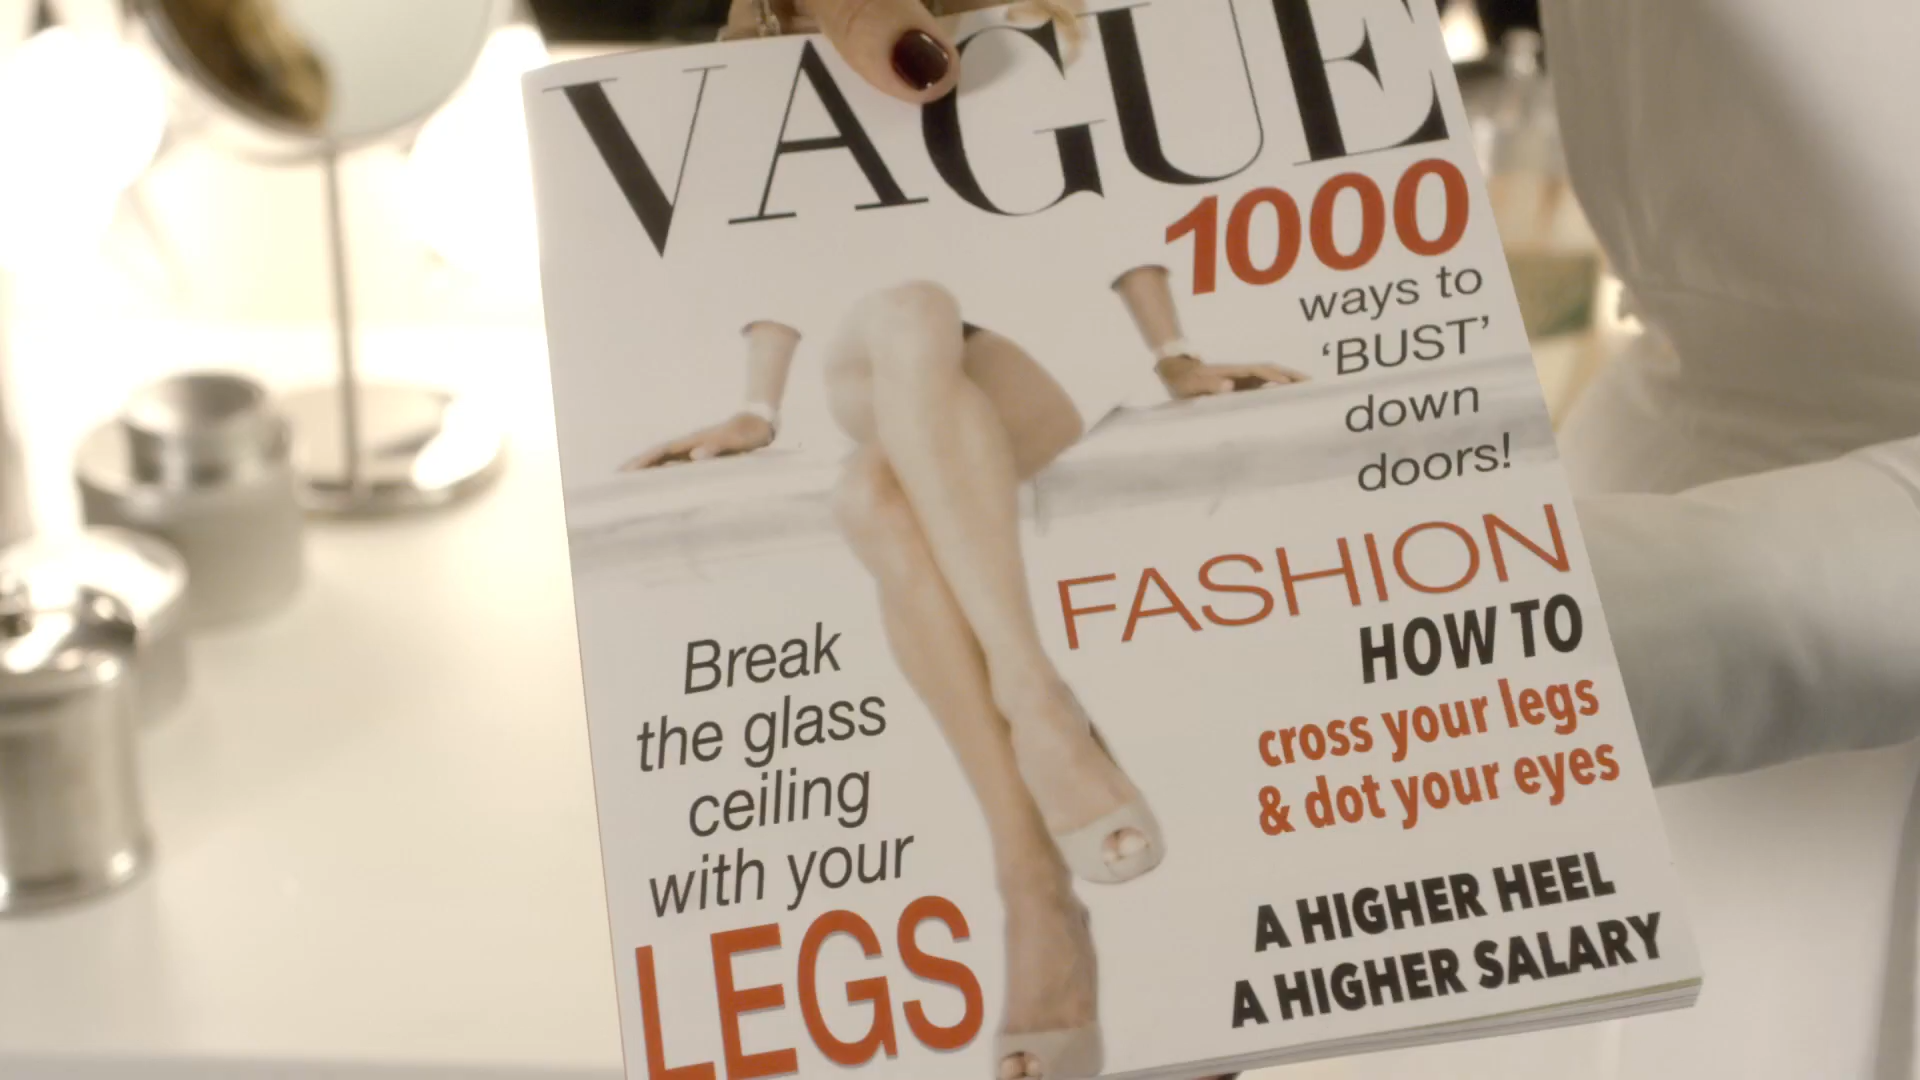 VAGUE
1000
ways to
‘BUST’
down
doors!
FASHION
HOW TO
cross your legs
& dot your eyes
A HIGHER HEEL
A HIGHER SALARY
Break
the glass
ceiling
with your
LEGS